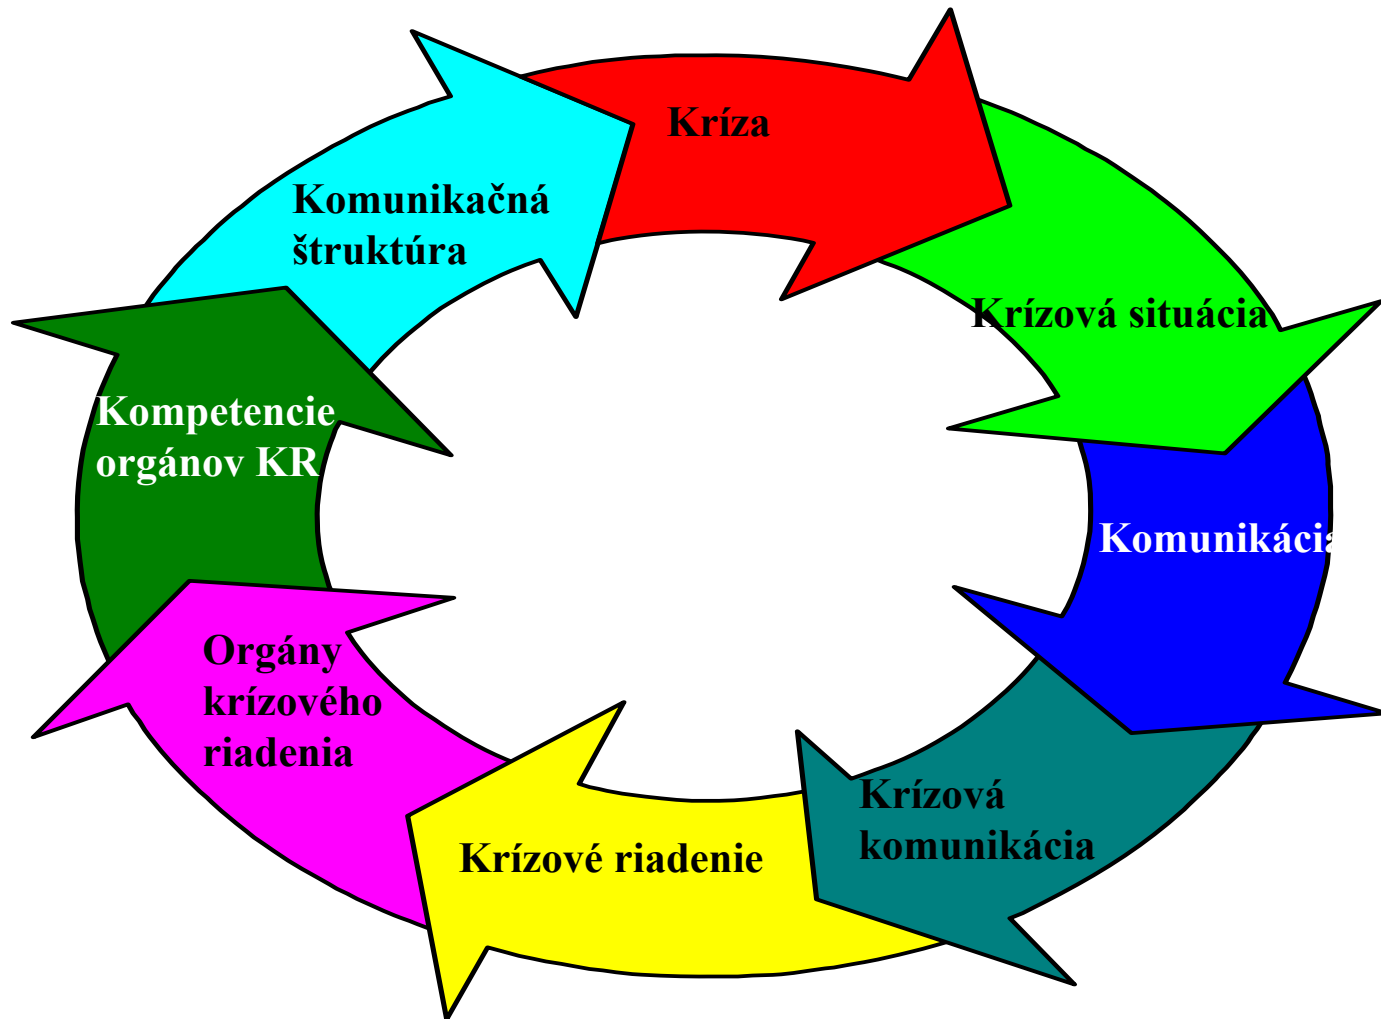 Kríza
Krízová situácia
Komunikácia
Krízová
komunikácia
Krízové riadenie
Orgány
krízového
riadenia
Kompetencie
orgánov KR
Komunikačná
štruktúra